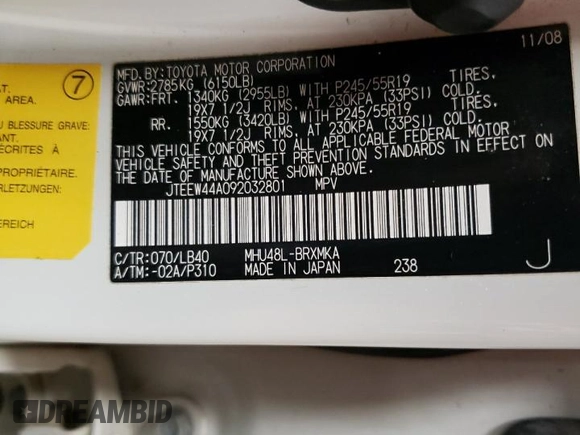 7
AREA.
U BLESSURE GRAVE:
ECRITES À
PROPRIÉTAIRE.
ERLETZUNGEN:
BEREICH
11/08
MFD.BY:TOYOTA MOTOR CORPORATION
GVWR:2785KG (6150LB)
GAWR:FRT. 1340KG (2955LB) WITH P245/55R19 TIRES,
19X7 1/2J RIMS, AT 230KPA (33PSI) COLD.
RR. 1550KG (3420LB) WITH P245/55R19 TIRES,
19X7 1/2J RIMS, AT 230KPA (33PSI) COLD.
THIS VEHICLE CONFORMS TO ALL APPLICABLE FEDERAL MOTOR
VEHICLE SAFETY AND THEFT PREVENTION STANDARDS IN EFFECT ON
THE DATE OF MANUFACTURE SHOWN ABOVE.
JTEEW44A092032801 MPV
C/TR:070/LB40 MHU48L-BRXMKA
A/TM:-02A/P310 MADE IN JAPAN 238 J
DREAMBID